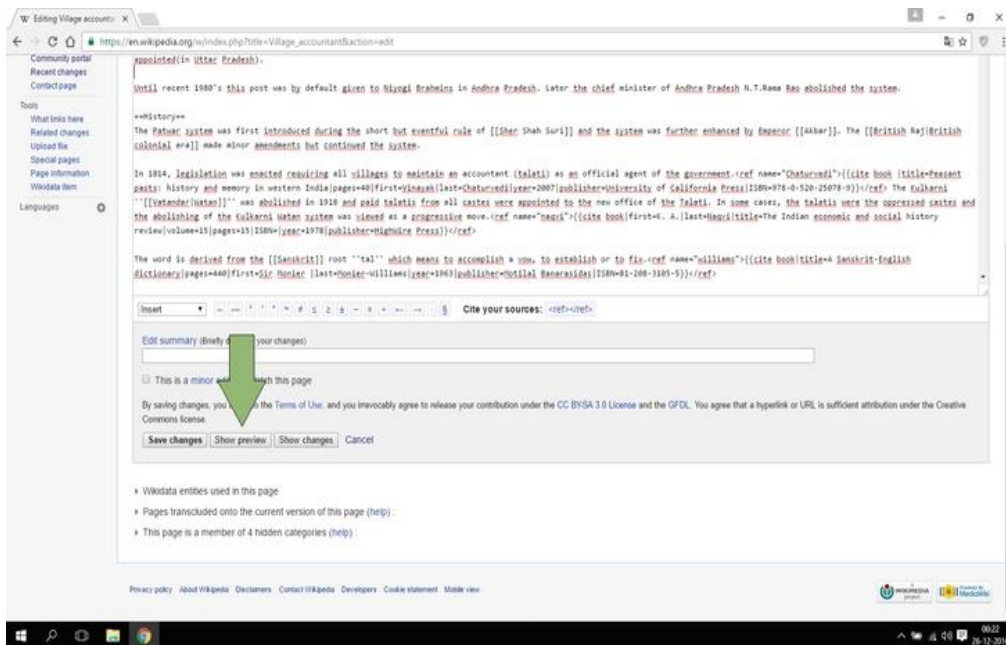 Editing Village accounta
https://en.wikipedia.org/w/index.php?title=Village_accountant&action=edit
Community portal
Recent changes
Contact page
Tools
What links here
Related changes
Upload file
Special pages
Page information
Wikidata item
Languages
appointed(in Uttar Pradesh).
Until recent 1980's this post was by default given to Niyogi Brahmins in Andhra Pradesh. Later the chief minister of Andhra Pradesh N.T.Rama Rao abolished the system.
==History==
The Patwar system was first introduced during the short but eventful rule of [[Sher Shah Suri]] and the system was further enhanced by Emperor [[Akbar]]. The [[British Raj|British
colonial era]] made minor amendments but continued the system.
In 1814, legislation was enacted requiring all villages to maintain an accountant (talati) as an official agent of the government.<ref name="Chaturvedi">{{cite book |title=Peasant
pasts: history and memory in western India|pages=40|first=Vinayak|last=Chaturvedi|year=2007|publisher=University of California Press|ISBN=978-0-520-25078-9}}</ref> The Kulkarni
''[[Vatandar|Watan]]'' was abolished in 1918 and paid talatis from all castes were appointed to the new office of the Talati. In some cases, the talatis were the oppressed castes and
the abolishing of the Kulkarni Watan system was viewed as a progressive move.<ref name="naqvi">{{cite book|first=K. A.|last=Naqvi|title=The Indian economic and social history
review|volume=15|pages=15|ISBN=|year=1978|publisher=HighWire Press}}</ref>
The word is derived from the [[Sanskrit]] root ''tal'' which means to accomplish a vow, to establish or to fix.<ref name="williams">{{cite book|title=A Sanskrit-English
dictionary|pages=440|first=Sir Monier |last=Monier-Williams|year=1963|publisher=Motilal Banarasidas|ISBN=81-208-3105-5}}</ref>
Insert Cite your sources: <ref></ref>
Edit summary (Briefly your changes)
This is a minor this page
By saving changes, you the Terms of Use, and you irrevocably agree to release your contribution under the CC BY-SA 3.0 License and the GFDL. You agree that a hyperlink or URL is sufficient attribution under the Creative
Commons license.
Save changes Show preview Show changes Cancel
Wikidata entities used in this page
Pages transcluded onto the current version of this page (help) :
This page is a member of 4 hidden categories (help) :
Privacy policy About Wikipedia Disclaimers Contact Wikipedia Developers Cookie statement Mobile view
WIKIMEDIA project MediaWiki
00:22